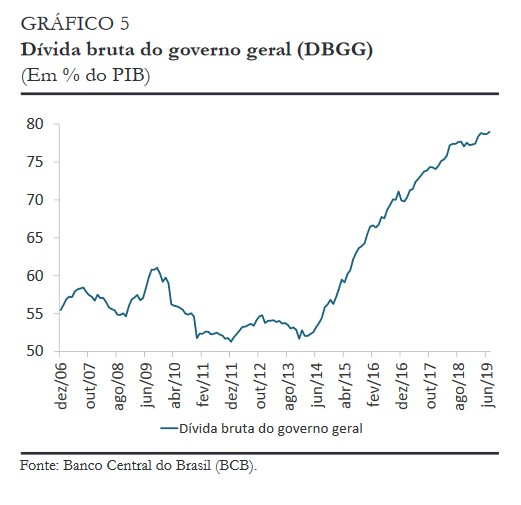 GRÁFICO 5
Dívida bruta do governo geral (DBGG)
(Em % do PIB)
80
75
70
65
60
55
50
dez/06
out/07
ago/08
jun/09
abr/10
fev/11
dez/11
out/12
ago/13
jun/14
abr/15
fev/16
dez/16
out/17
ago/18
jun/19
Dívida bruta do governo geral
Fonte: Banco Central do Brasil (BCB).